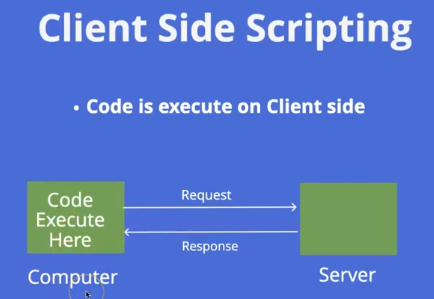 Client Side Scripting
• Code is execute on Client side
Code
Execute
Here
Request
Response
Computer
Server